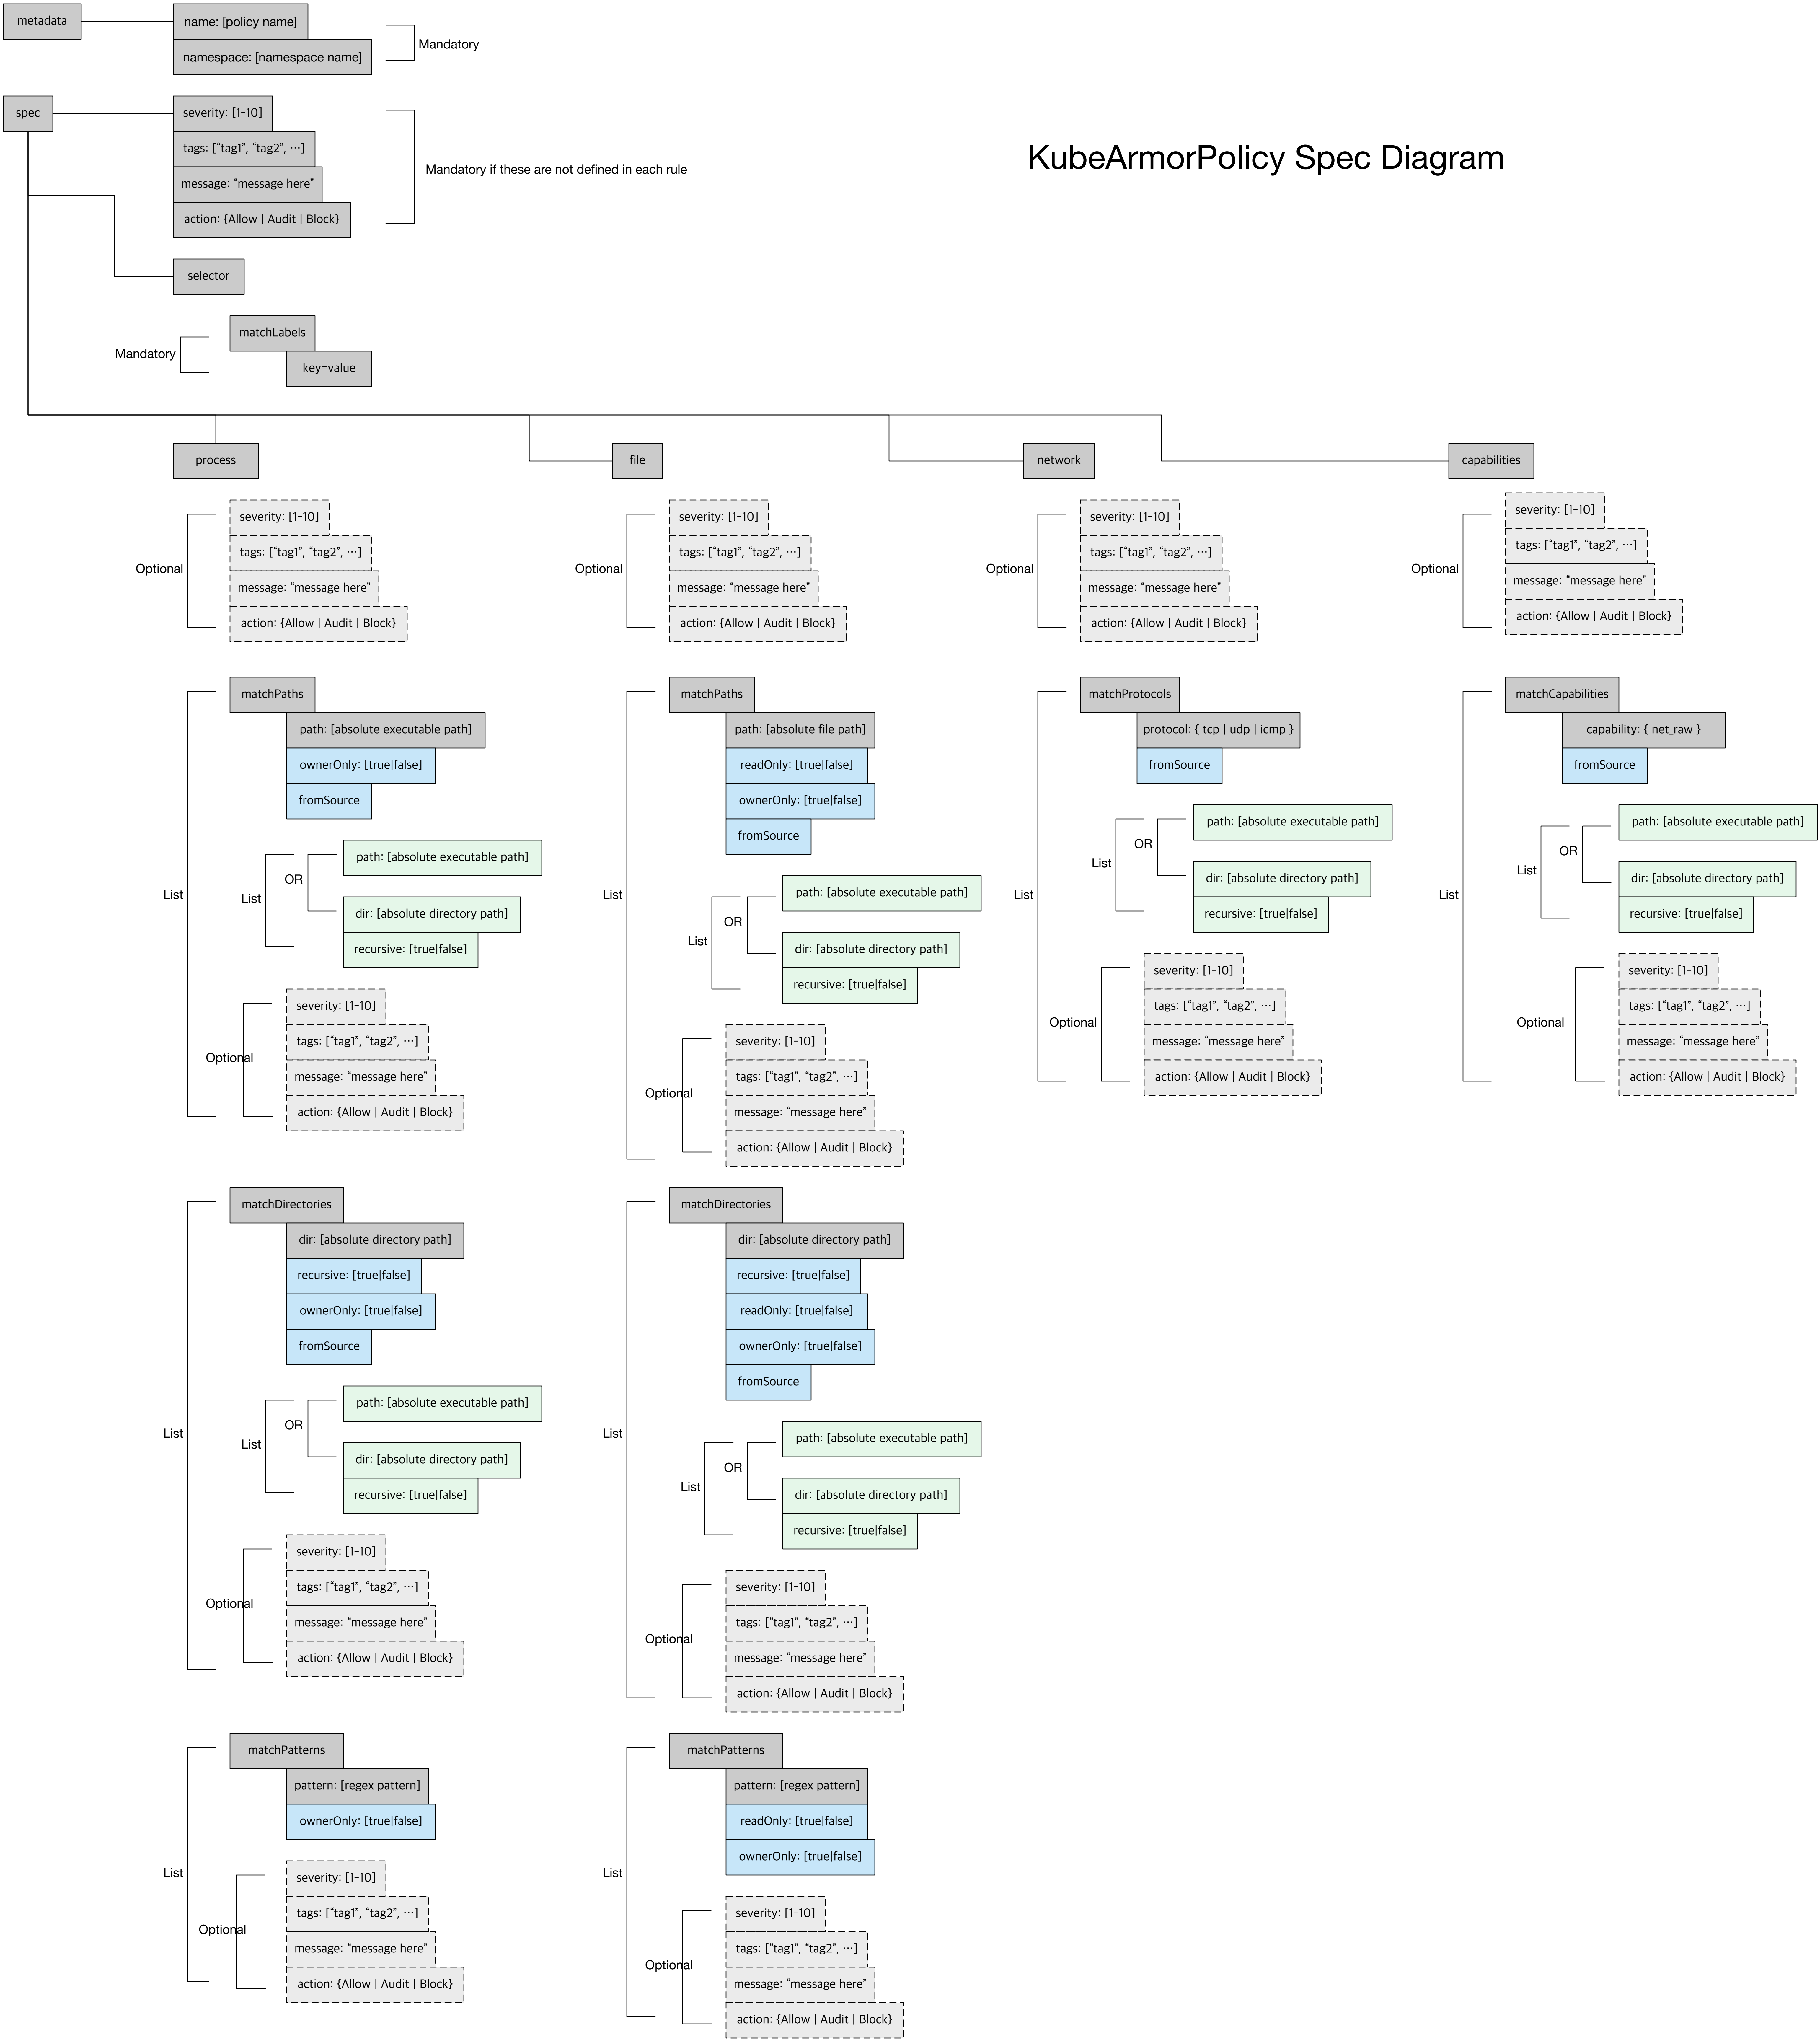 metadata
name: [policy name]
namespace: [namespace name]
Mandatory
spec
severity: [1-10]
tags: [“tag1”, “tag2”, …]
message: “message here”
action: {Allow | Audit | Block}
Mandatory if these are not defined in each rule
KubeArmorPolicy Spec Diagram
selector
Mandatory
matchLabels
key=value
process
Optional
severity: [1-10]
tags: [“tag1”, “tag2”, …]
message: “message here”
action: {Allow | Audit | Block}
List
matchPaths
path: [absolute executable path]
ownerOnly: [true|false]
fromSource
List
OR
path: [absolute executable path]
dir: [absolute directory path]
recursive: [true|false]
Optional
severity: [1-10]
tags: [“tag1”, “tag2”, …]
message: “message here”
action: {Allow | Audit | Block}
List
matchDirectories
dir: [absolute directory path]
recursive: [true|false]
ownerOnly: [true|false]
fromSource
List
OR
path: [absolute executable path]
dir: [absolute directory path]
recursive: [true|false]
Optional
severity: [1-10]
tags: [“tag1”, “tag2”, …]
message: “message here”
action: {Allow | Audit | Block}
List
matchPatterns
pattern: [regex pattern]
ownerOnly: [true|false]
Optional
severity: [1-10]
tags: [“tag1”, “tag2”, …]
message: “message here”
action: {Allow | Audit | Block}
file
Optional
severity: [1-10]
tags: [“tag1”, “tag2”, …]
message: “message here”
action: {Allow | Audit | Block}
List
matchPaths
path: [absolute file path]
readOnly: [true|false]
ownerOnly: [true|false]
fromSource
List
OR
path: [absolute executable path]
dir: [absolute directory path]
recursive: [true|false]
Optional
severity: [1-10]
tags: [“tag1”, “tag2”, …]
message: “message here”
action: {Allow | Audit | Block}
List
matchDirectories
dir: [absolute directory path]
recursive: [true|false]
readOnly: [true|false]
ownerOnly: [true|false]
fromSource
List
OR
path: [absolute executable path]
dir: [absolute directory path]
recursive: [true|false]
Optional
severity: [1-10]
tags: [“tag1”, “tag2”, …]
message: “message here”
action: {Allow | Audit | Block}
List
matchPatterns
pattern: [regex pattern]
readOnly: [true|false]
ownerOnly: [true|false]
Optional
severity: [1-10]
tags: [“tag1”, “tag2”, …]
message: “message here”
action: {Allow | Audit | Block}
network
Optional
severity: [1-10]
tags: [“tag1”, “tag2”, …]
message: “message here”
action: {Allow | Audit | Block}
List
matchProtocols
protocol: { tcp | udp | icmp }
fromSource
List
OR
path: [absolute executable path]
dir: [absolute directory path]
recursive: [true|false]
Optional
severity: [1-10]
tags: [“tag1”, “tag2”, …]
message: “message here”
action: {Allow | Audit | Block}
capabilities
Optional
severity: [1-10]
tags: [“tag1”, “tag2”, …]
message: “message here”
action: {Allow | Audit | Block}
List
matchCapabilities
capability: { net_raw }
fromSource
List
OR
path: [absolute executable path]
dir: [absolute directory path]
recursive: [true|false]
Optional
severity: [1-10]
tags: [“tag1”, “tag2”, …]
message: “message here”
action: {Allow | Audit | Block}